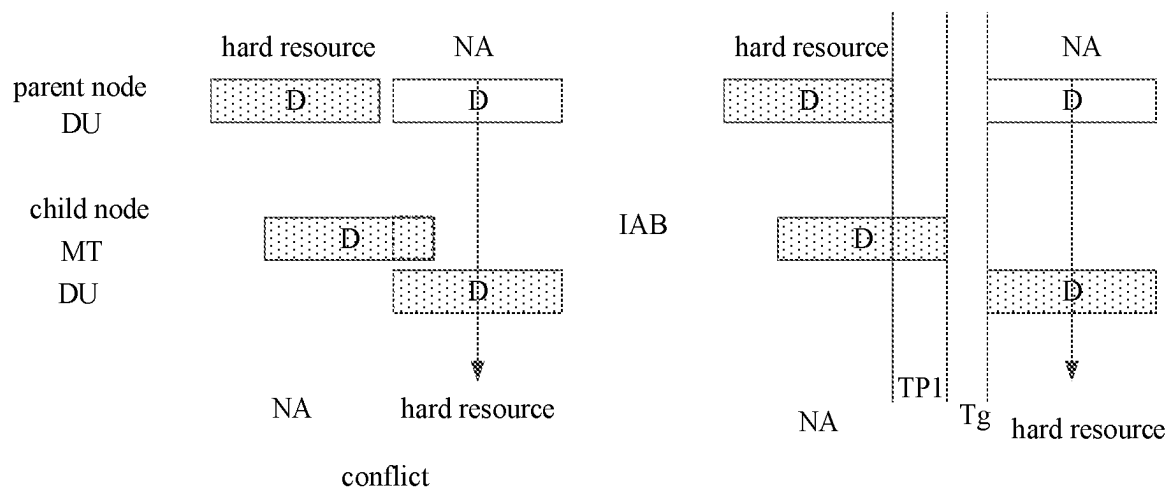 hard resource
NA
hard resource
NA
parent node
DU
D
D
D
D
child node
MT
DU
D
D
IAB
D
D
NA
hard resource
conflict
TP1
NA
Tg
hard resource